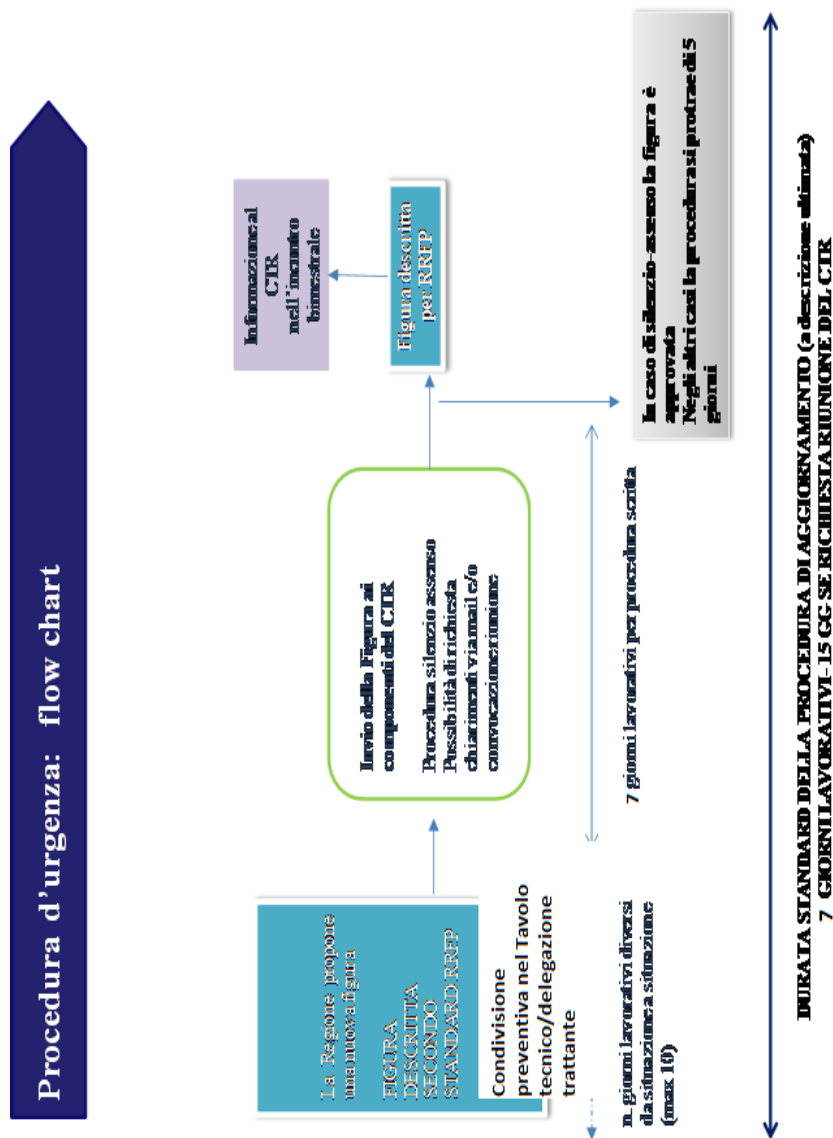 Procedura d'urgenza:  flow chart
La Regione propone
una nuova figura
FIGURA
DESCRITTA
SECONDO
STANDARD RREP
Condivisione
preventiva nel Tavolo
tecnico/delegazione
trattante
n. giorni lavorativi diversi
da situazione a situazione
(max 10)
Invio della Figura ai
componenti del CTR
Procedura silenzio assenso
Possibilità di richiesta
chiarimenti via mail e/o
convocazione riunione
7 giorni lavorativi per procedura scritta
Figura descritta
per RREP
Informazione al
CTR
nell'incontro
bimestrale
In caso di silenzio-assenso la figura è
approvata
Negli altri casi la procedura si protrae di 5
giorni
DURATA STANDARD DELLA PROCEDURA DI AGGIORNAMENTO (a descrizione ultimata)
7 GIORNI LAVORATIVI- 15 GG SE RICHIESTA RIUNIONE DEL CTR